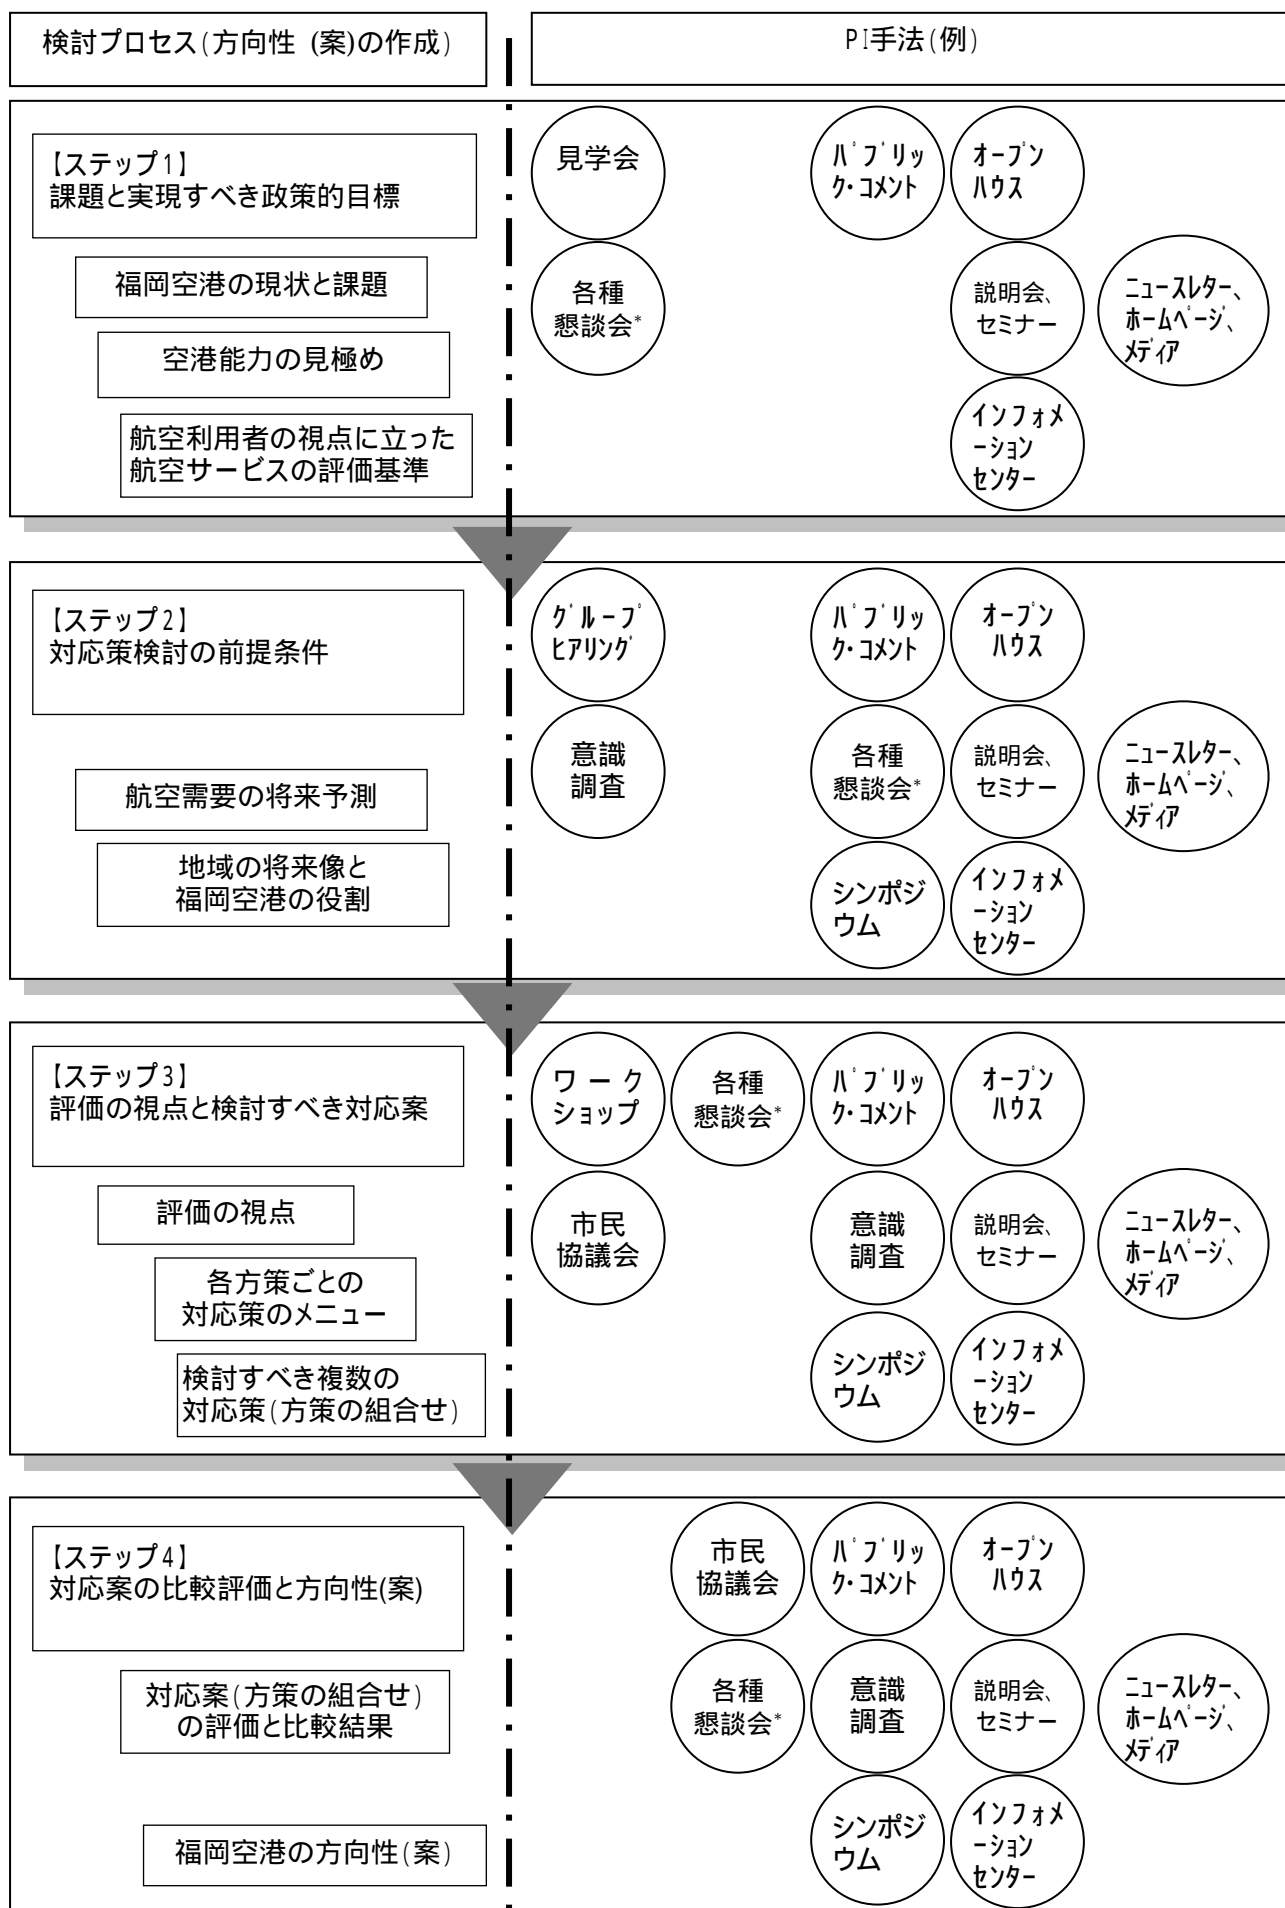 検討プロセス(方向性 (案)の作成)
PI手法(例)
【ステップ1】
課題と実現すべき政策的目標
福岡空港の現状と課題
空港能力の見極め
航空利用者の視点に立った
航空サービスの評価基準
見学会
パブリッ
ク・コメント
オープン
ハウス
各種
懇談会*
説明会、
セミナー
ニュースレター、
ホームページ、
メディア
インフォメ
ーション
センター
【ステップ2】
対応策検討の前提条件
航空需要の将来予測
地域の将来像と
福岡空港の役割
グループ
ヒアリング
パブリッ
ク・コメント
オープン
ハウス
意識
調査
各種
懇談会*
説明会、
セミナー
ニュースレター、
ホームページ、
メディア
シンポジ
ウム
インフォメ
ーション
センター
【ステップ3】
評価の視点と検討すべき対応案
評価の視点
各方策ごとの
対応策のメニュー
検討すべき複数の
対応策(方策の組合せ)
ワーク
ショップ
各種
懇談会*
パブリッ
ク・コメント
オープン
ハウス
市民
協議会
意識
調査
説明会、
セミナー
ニュースレター、
ホームページ、
メディア
シンポジ
ウム
インフォメ
ーション
センター
【ステップ4】
対応案の比較評価と方向性(案)
対応案(方策の組合せ)
の評価と比較結果
福岡空港の方向性(案)
市民
協議会
パブリッ
ク・コメント
オープン
ハウス
各種
懇談会*
意識
調査
説明会、
セミナー
ニュースレター、
ホームページ、
メディア
シンポジ
ウム
インフォメ
ーション
センター